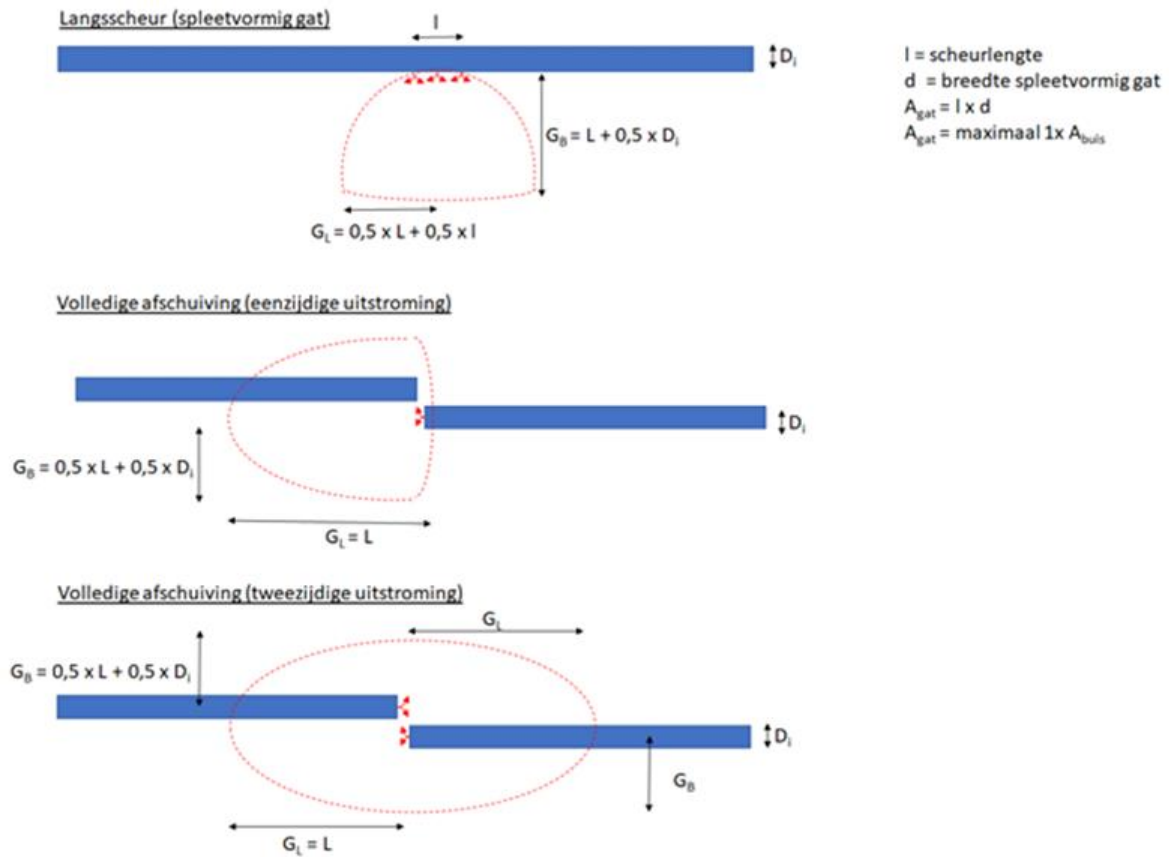 Langsscheur (spleetvormig gat)
l
Di
l = scheurlengte
d = breedte spleetvormig gat
Agat = l x d
Agat = maximaal 1x Abuis
GB = L + 0,5 x Di
GL = 0,5 x L + 0,5 x l
Volledige afschuiving (eenzijdige uitstroming)
Di
GB = 0,5 x L + 0,5 x Di
GL = L
Volledige afschuiving (tweezijdige uitstroming)
GL
GB = 0,5 x L + 0,5 x Di
Di
GB
GL = L